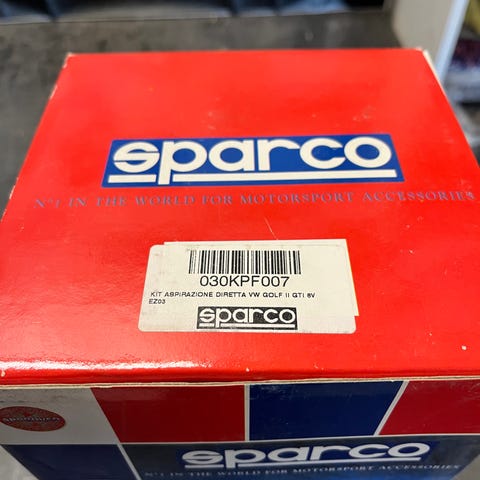 sparco
N°1 IN THE WORLD FOR MOTORSPORT ACCESSORIES
030KPF007
KIT ASPIRAZIONE DIRETTA VW GOLF II GTI 8V
EZ03
sparco
sparco
N°1 IN THE WORLD FOR MOTORSPORT ACCESSORIES